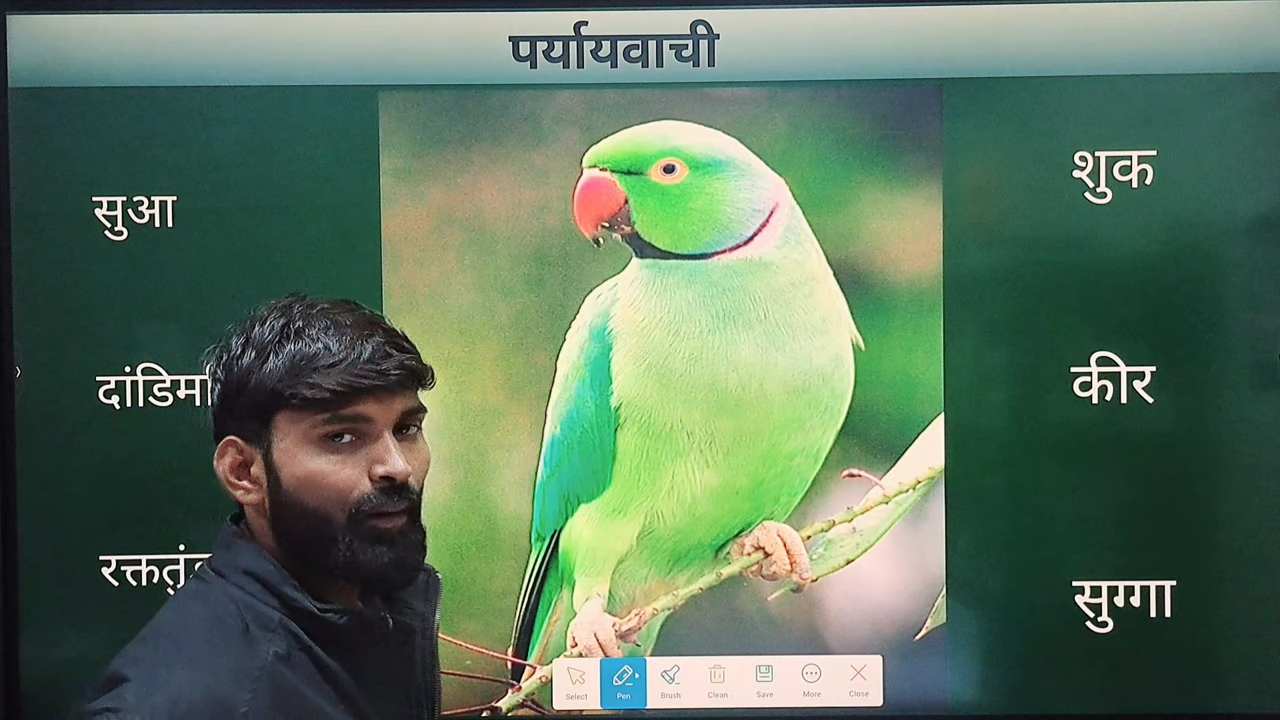 पर्यायवाची
सुआ
शुक
कीर
सुग्गा
Select
Pen
Brush
Clean
Save
More
Close